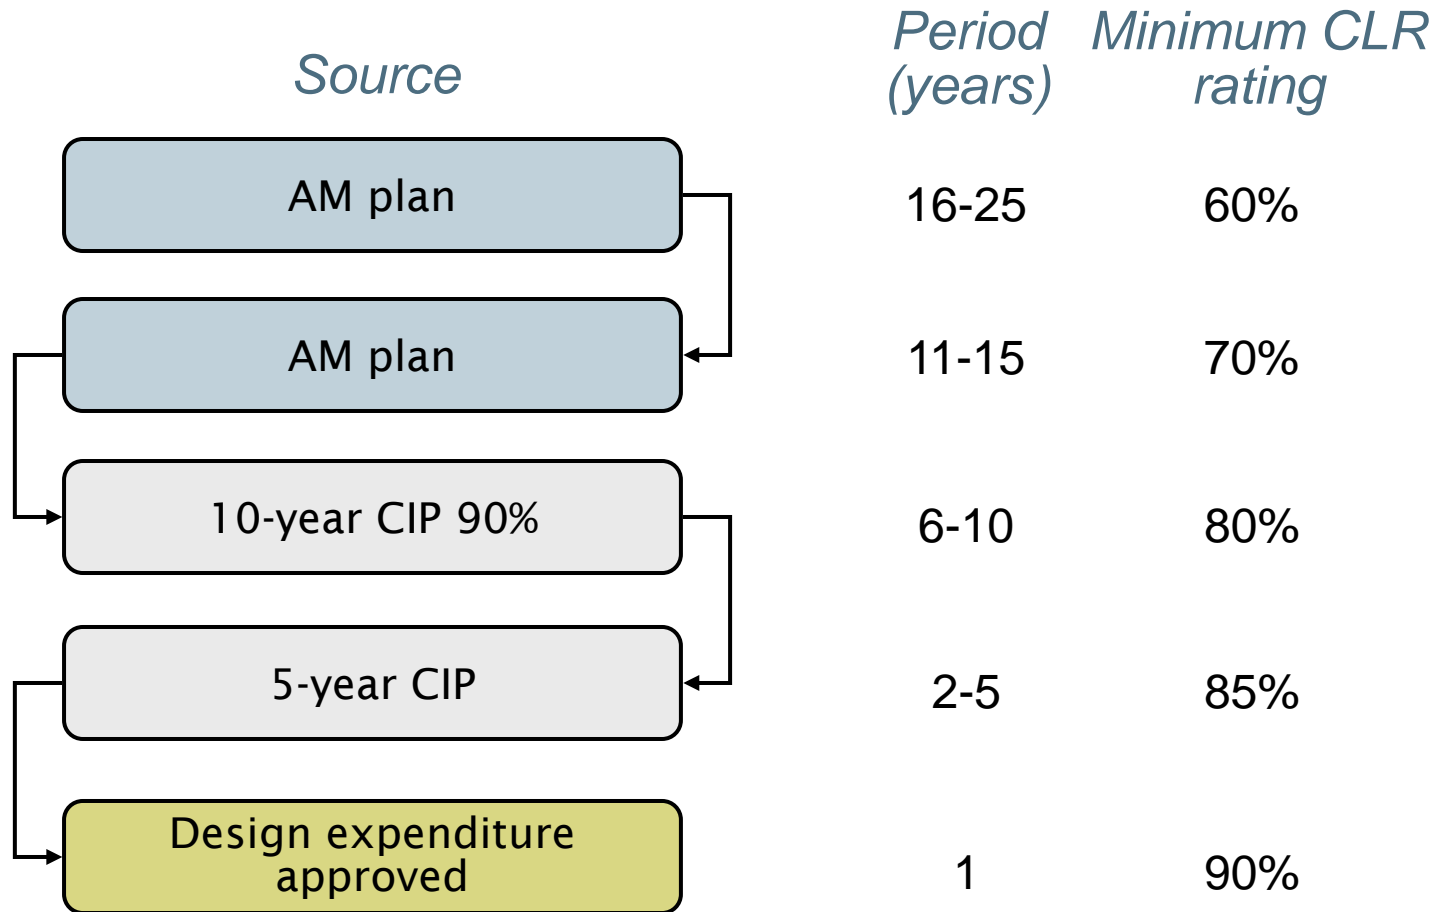 Source
Period
(years)
Minimum CLR
rating
AM plan
16-25
60%
AM plan
11-15
70%
10-year CIP 90%
6-10
80%
5-year CIP
2-5
85%
Design expenditure
approved
1
90%